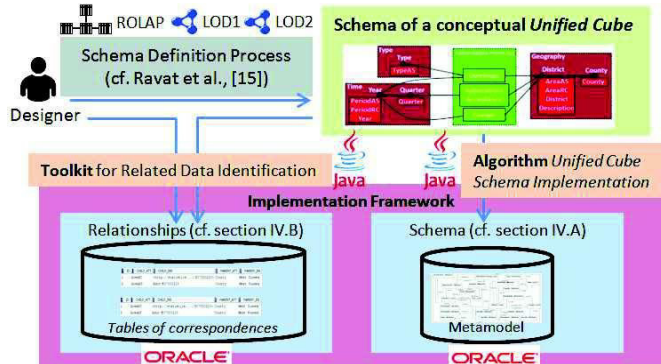 ROLAP LOD1 LOD2
Schema Definition Process
(cf. Ravat et al., [15])
Designer
Schema of a conceptual Unified Cube
Type
Type
TypeAS
Time
Year
Quarter
PeriodAS
PeriodRC
Year
Quarter
Geography
District
County
AreaAS
AreaRC
District
Description
County
Java
Java
Toolkit for Related Data Identification
Algorithm Unified Cube
Schema Implementation
Implementation Framework
Relationships (cf. section IV.B)
Tables of correspondences
ORACLE
Schema (cf. section IV.A)
Metamodel
ORACLE